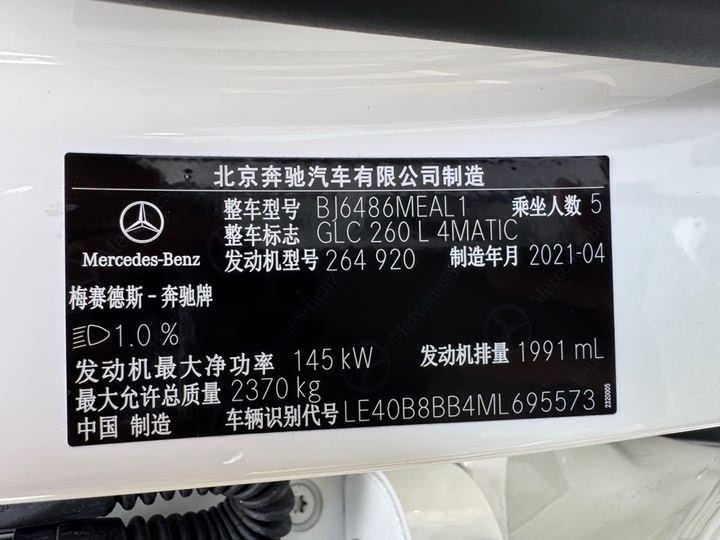 北京奔驰汽车有限公司制造
整车型号 BJ6486MEAL1 乘坐人数 5
整车标志 GLC 260 L 4MATIC
Mercedes-Benz 发动机型号 264 920 制造年月 2021-04
梅赛德斯-奔驰牌
1.0 %
发动机最大净功率 145 kW 发动机排量 1991 mL
最大允许总质量 2370 kg
中国 制造 车辆识别代号 LE40B8BB4ML695573
2320005